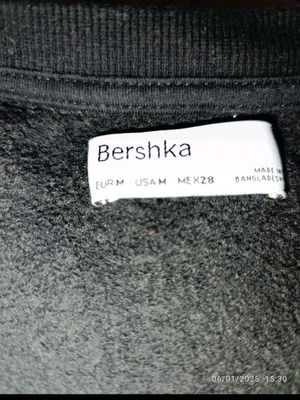 Bershka
EUR M USA M MEX 28
MADE IN
BANGLADESH
06/01/2025 15:30